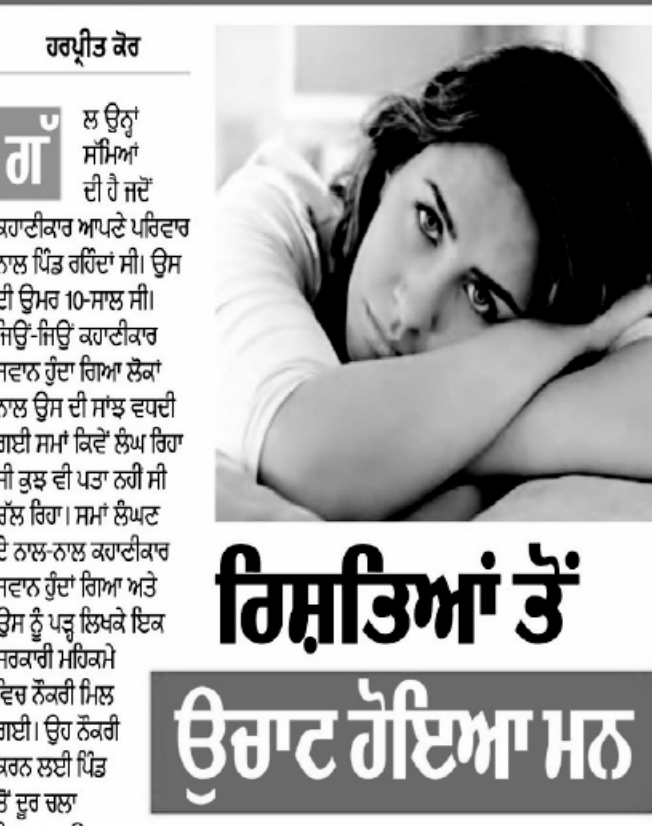 ਹਰਪ੍ਰੀਤ ਕੌਰ
ਗੱਲ ਉਨ੍ਹਾਂ
ਸੱਮਿਆਂ
ਦੀ ਹੈ ਜਦੋਂ
ਕਹਾਣੀਕਾਰ ਆਪਣੇ ਪਰਿਵਾਰ
ਨਾਲ ਪਿੰਡ ਰਹਿੰਦਾਂ ਸੀ। ਉਸ
ਦੀ ਉਮਰ 10-ਸਾਲ ਸੀ।
ਜਿਉਂ-ਜਿਉਂ ਕਹਾਣੀਕਾਰ
ਜਵਾਨ ਹੁੰਦਾ ਗਿਆ ਲੋਕਾਂ
ਨਾਲ ਉਸ ਦੀ ਸਾਂਝ ਵਧਦੀ
ਗਈ ਸਮਾਂ ਕਿਵੇਂ ਲੰਘ ਰਿਹਾ
ਸੀ ਕੁਝ ਵੀ ਪਤਾ ਨਹੀਂ ਸੀ
ਚੱਲ ਰਿਹਾ। ਸਮਾਂ ਲੰਘਣ
ਦੇ ਨਾਲ-ਨਾਲ ਕਹਾਣੀਕਾਰ
ਜਵਾਨ ਹੁੰਦਾਂ ਗਿਆ ਅਤੇ
ਉਸ ਨੂੰ ਪੜ੍ਹ ਲਿਖਕੇ ਇਕ
ਸਰਕਾਰੀ ਮਹਿਕਮੇ
ਵਿਚ ਨੌਕਰੀ ਮਿਲ
ਗਈ। ਉਹ ਨੌਕਰੀ
ਕਰਨ ਲਈ ਪਿੰਡ
ਤੋਂ ਦੂਰ ਚਲਾ
ਰਿਸ਼ਤਿਆਂ ਤੋਂ
ਉਚਾਟ ਹੋਇਆ ਮਨ